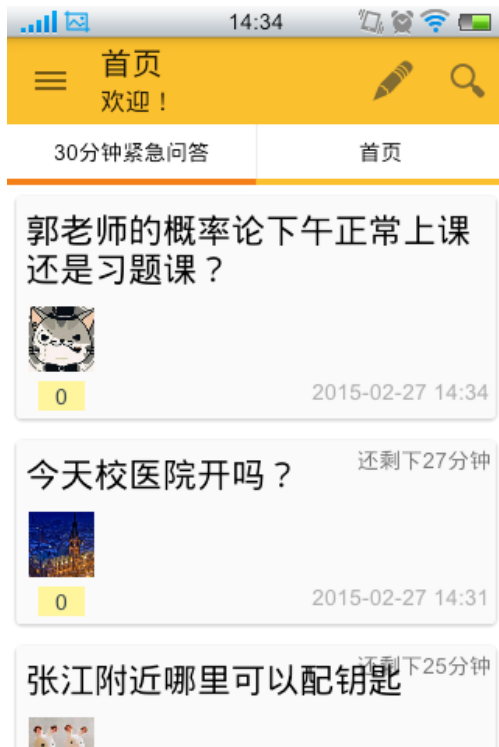 14:34
首页
欢迎！
30分钟紧急问答
首页
郭老师的概率论下午正常上课
还是习题课？
0
2015-02-27 14:34
还剩下27分钟
今天校医院开吗？
0
2015-02-27 14:31
还剩下25分钟
张江附近哪里可以配钥匙